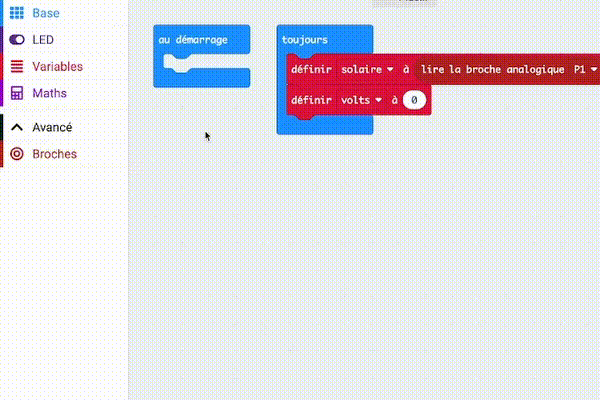 Base
LED
Variables
Maths
Avancé
Broches
au démarrage
toujours
définir solaire à lire la broche analogique P1
définir volts à 0